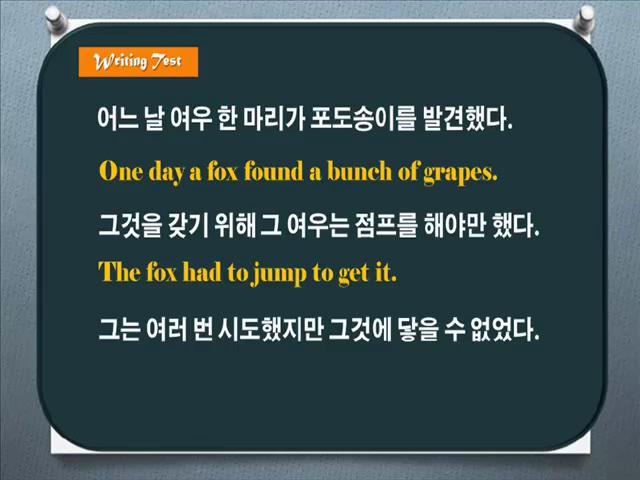 Writing Test
어느 날 여우 한 마리가 포도송이를 발견했다.
One day a fox found a bunch of grapes.
그것을 갖기 위해 그 여우는 점프를 해야만 했다.
The fox had to jump to get it.
그는 여러 번 시도했지만 그것에 닿을 수 없었다.